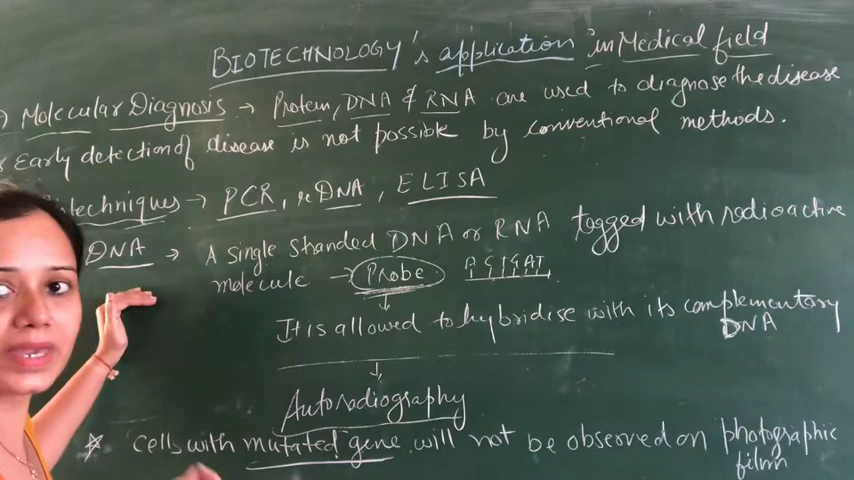 BIOTECHNOLOGY's application in Medical field
Molecular Diagnosis → Protein, DNA & RNA are used to diagnose the disease
Early detection of disease is not possible by conventional methods.
techniques → PCR, rDNA, ELISA
DNA → A single stranded DNA or RNA tagged with radioactive
molecule → Probe
↓
It is allowed to hybridise with its complementary
DNA
↓
Autoradiography
* cells with mutated gene will not be observed on photographic
film